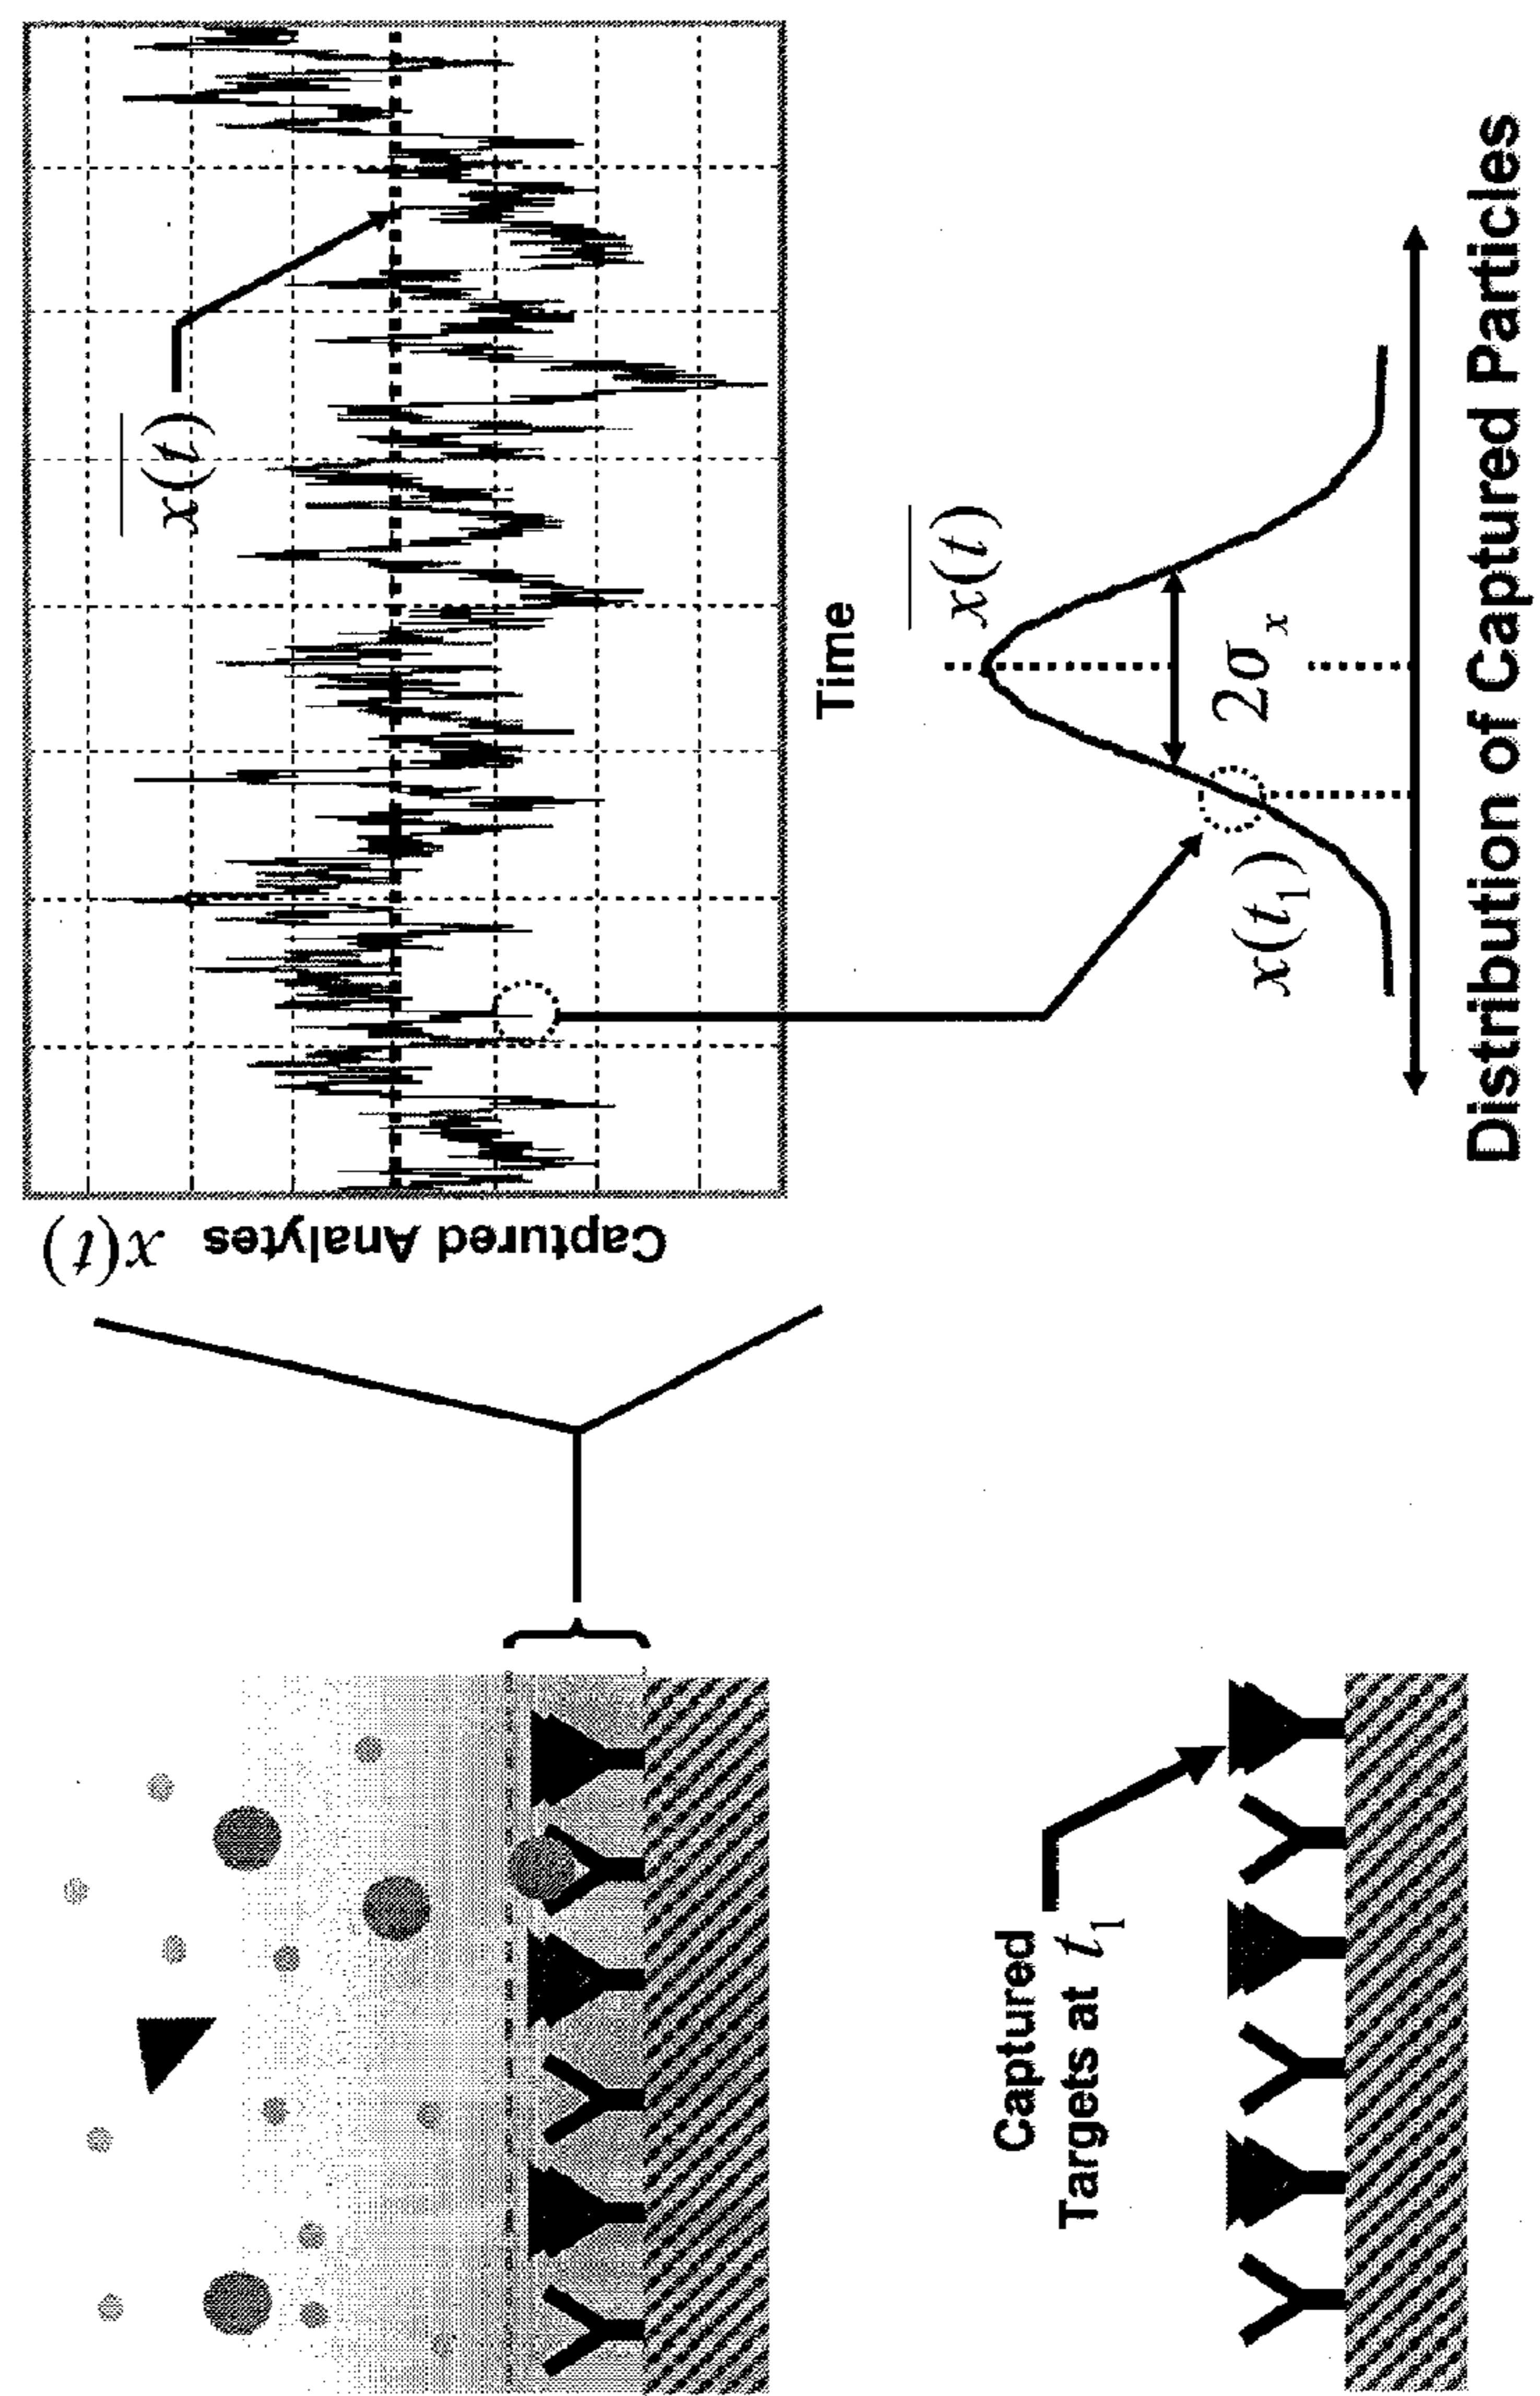 x(t)
Captured Analytes
x(t)
Time
x(t)
2σx
x(t1)
Distribution of Captured Particles
Captured
Targets at t1